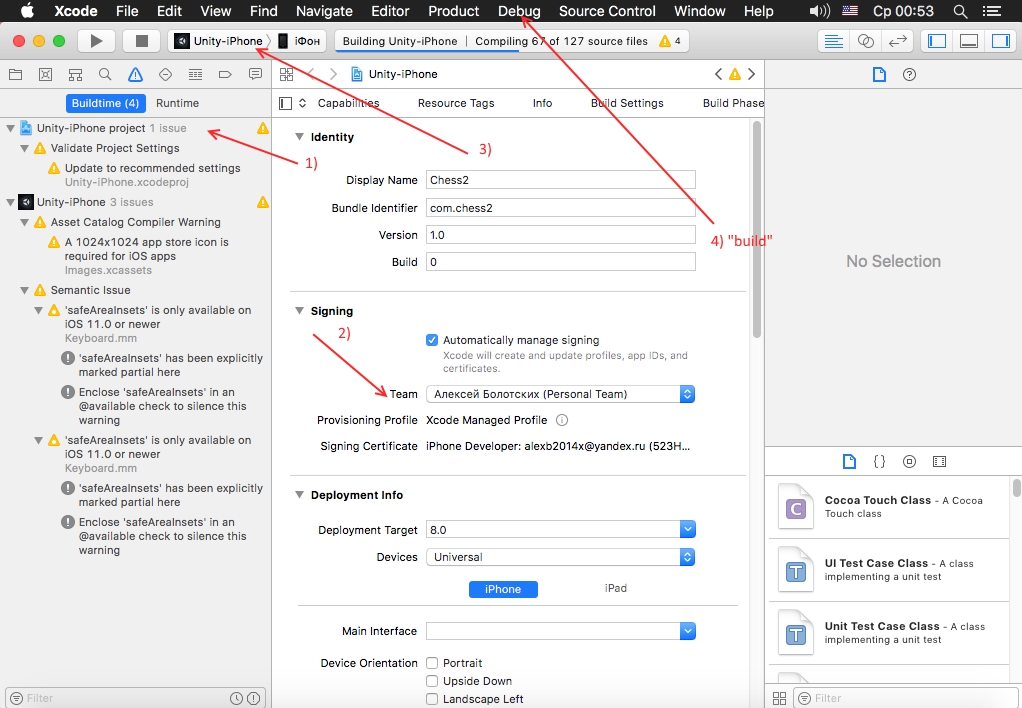 Xcode File Edit View Find Navigate Editor Product Debug Source Control Window Help Ср 00:53
Unity-iPhone iФон Building Unity-iPhone | Compiling 67 of 127 source files 4
Unity-iPhone
Buildtime (4) Runtime
Capabilities Resource Tags Info Build Settings Build Phase
Unity-iPhone project 1 issue
Validate Project Settings
Update to recommended settings
Unity-iPhone.xcodeproj
Unity-iPhone 3 issues
Asset Catalog Compiler Warning
A 1024x1024 app store icon is
required for iOS apps
Images.xcassets
Semantic Issue
'safeAreaInsets' is only available on
iOS 11.0 or newer
Keyboard.mm
'safeAreaInsets' has been explicitly
marked partial here
Enclose 'safeAreaInsets' in an
@available check to silence this
warning
'safeAreaInsets' is only available on
iOS 11.0 or newer
Keyboard.mm
'safeAreaInsets' has been explicitly
marked partial here
Enclose 'safeAreaInsets' in an
@available check to silence this
warning
Filter
1)
3)
4) "build"
2)
Identity
Display Name Chess2
Bundle Identifier com.chess2
Version 1.0
Build 0
Signing
Automatically manage signing
Xcode will create and update profiles, app IDs, and
certificates.
Team Алексей Болотских (Personal Team)
Provisioning Profile Xcode Managed Profile
Signing Certificate iPhone Developer: alexb2014x@yandex.ru (523H...
Deployment Info
Deployment Target 8.0
Devices Universal
iPhone iPad
Main Interface
Device Orientation Portrait
Upside Down
Landscape Left
No Selection
C
Cocoa Touch Class - A Cocoa
Touch class
T
UI Test Case Class - A class
implementing a unit test
T
Unit Test Case Class - A class
implementing a unit test
Filter